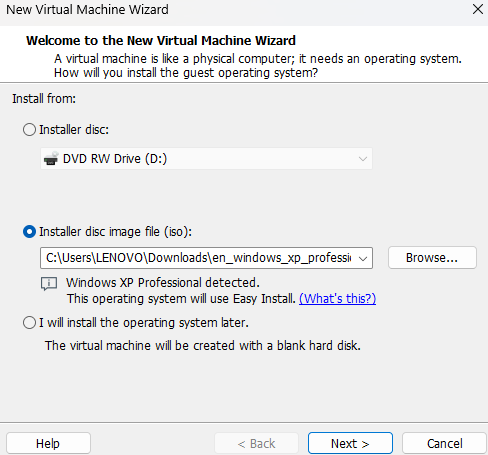 New Virtual Machine Wizard
Welcome to the New Virtual Machine Wizard
A virtual machine is like a physical computer; it needs an operating system.
How will you install the guest operating system?
Install from:
Installer disc:
DVD RW Drive (D:)
Installer disc image file (iso):
C:\Users\LENOVO\Downloads\en_windows_xp_professi
Browse...
Windows XP Professional detected.
This operating system will use Easy Install. (What's this?)
I will install the operating system later.
The virtual machine will be created with a blank hard disk.
Help
< Back
Next >
Cancel